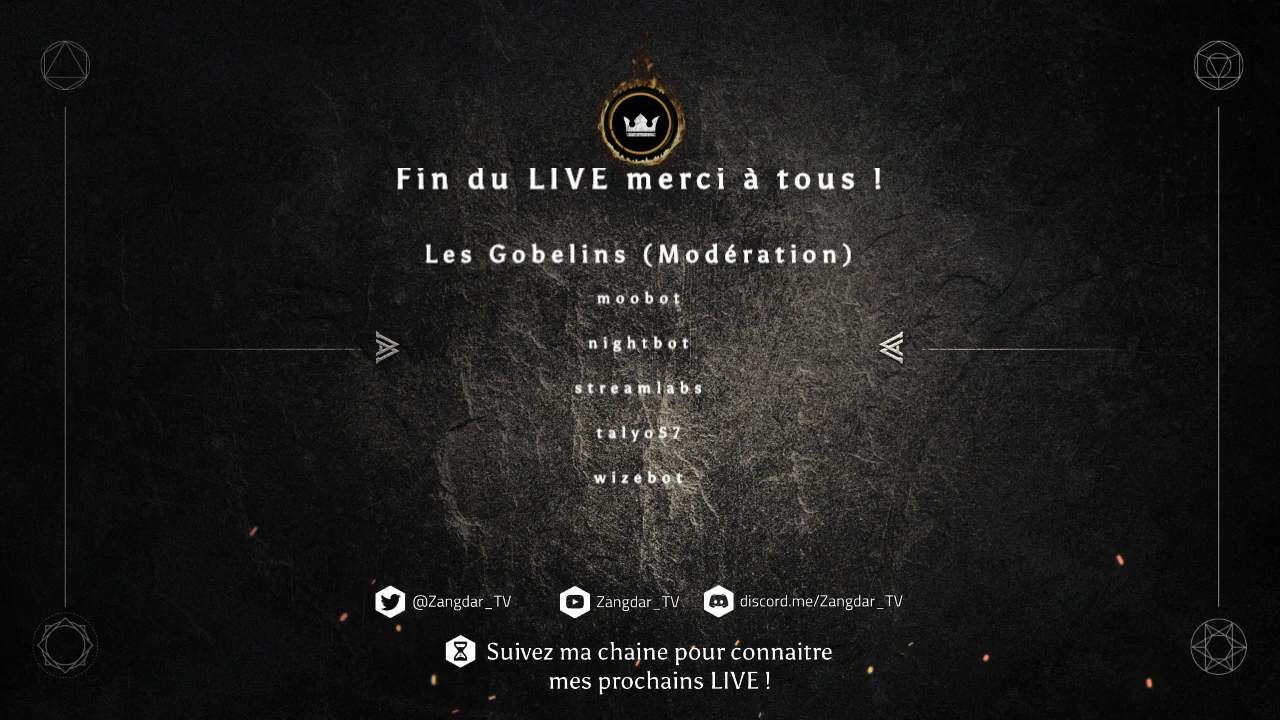 Fin du LIVE merci à tous !
Les Gobelins (Modération)
moobot
nightbot
streamlabs
talyo57
wizebot
@Zangdar_TV Zangdar_TV discord.me/Zangdar_TV
Suivez ma chaine pour connaitre
mes prochains LIVE !